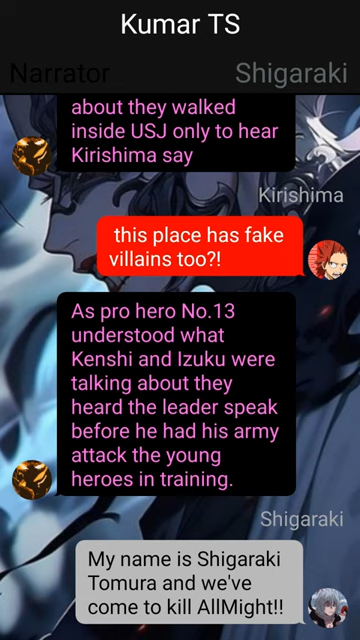 Kumar TS
Narrator
Shigaraki
about they walked
inside USJ only to hear
Kirishima say
Kirishima
this place has fake
villains too?!
As pro hero No.13
understood what
Kenshi and Izuku were
talking about they
heard the leader speak
before he had his army
attack the young
heroes in training.
Shigaraki
My name is Shigaraki
Tomura and we've
come to kill AllMight!!